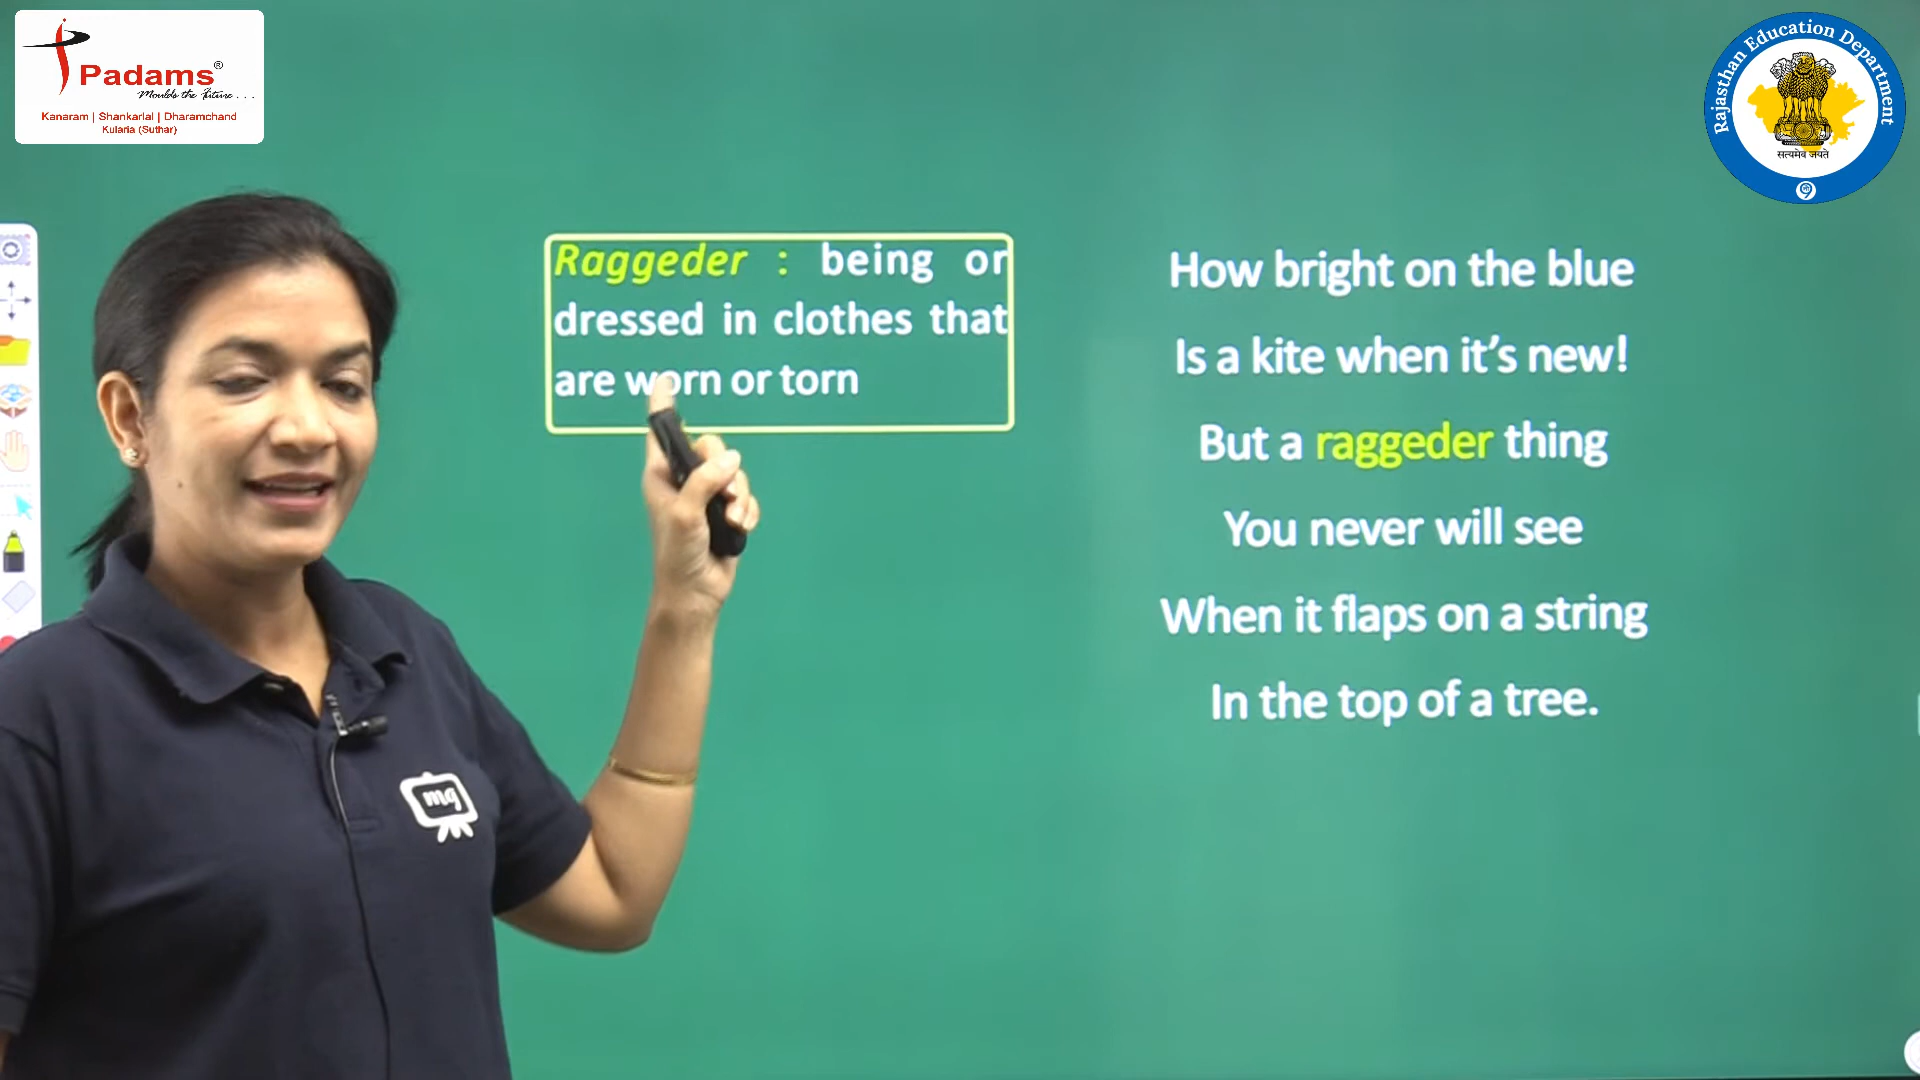 Padams®
Moulds the Future . . .
Kanaram | Shankarlal | Dharamchand
Kularia (Suthar)
Rajasthan Education Department
सत्यमेव जयते
Raggeder : being or
dressed in clothes that
are worn or torn
How bright on the blue
Is a kite when it’s new!
But a raggeder thing
You never will see
When it flaps on a string
In the top of a tree.
mg